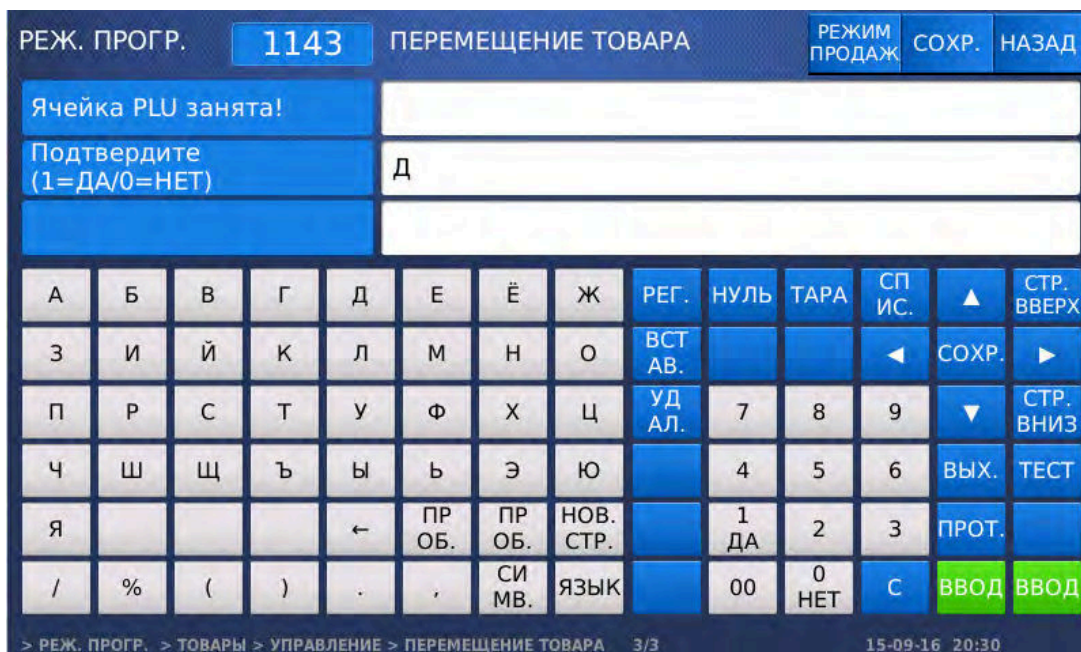 РЕЖ. ПРОГР. 1143 ПЕРЕМЕЩЕНИЕ ТОВАРА РЕЖИМ ПРОДАЖ СОХР. НАЗАД
Ячейка PLU занята!
Подтвердите
(1=ДА/0=НЕТ) Д
А Б В Г Д Е Ё Ж РЕГ. НУЛЬ ТАРА СП ИС. ▲ СТР. ВВЕРХ
З И Й К Л М Н О ВСТ АВ. ◀ СОХР. ▶
П Р С Т У Ф Х Ц УД АЛ. 7 8 9 ▼ СТР. ВНИЗ
Ч Ш Щ Ъ Ы Ь Э Ю 4 5 6 ВЫХ. ТЕСТ
Я ← ПР ОБ. ПР ОБ. НОВ. СТР. 1 ДА 2 3 ПРОТ.
/ % ( ) . , СИ МВ. ЯЗЫК 00 0 НЕТ С ВВОД ВВОД
> РЕЖ. ПРОГР. > ТОВАРЫ > УПРАВЛЕНИЕ > ПЕРЕМЕЩЕНИЕ ТОВАРА 3/3 15-09-16 20:30